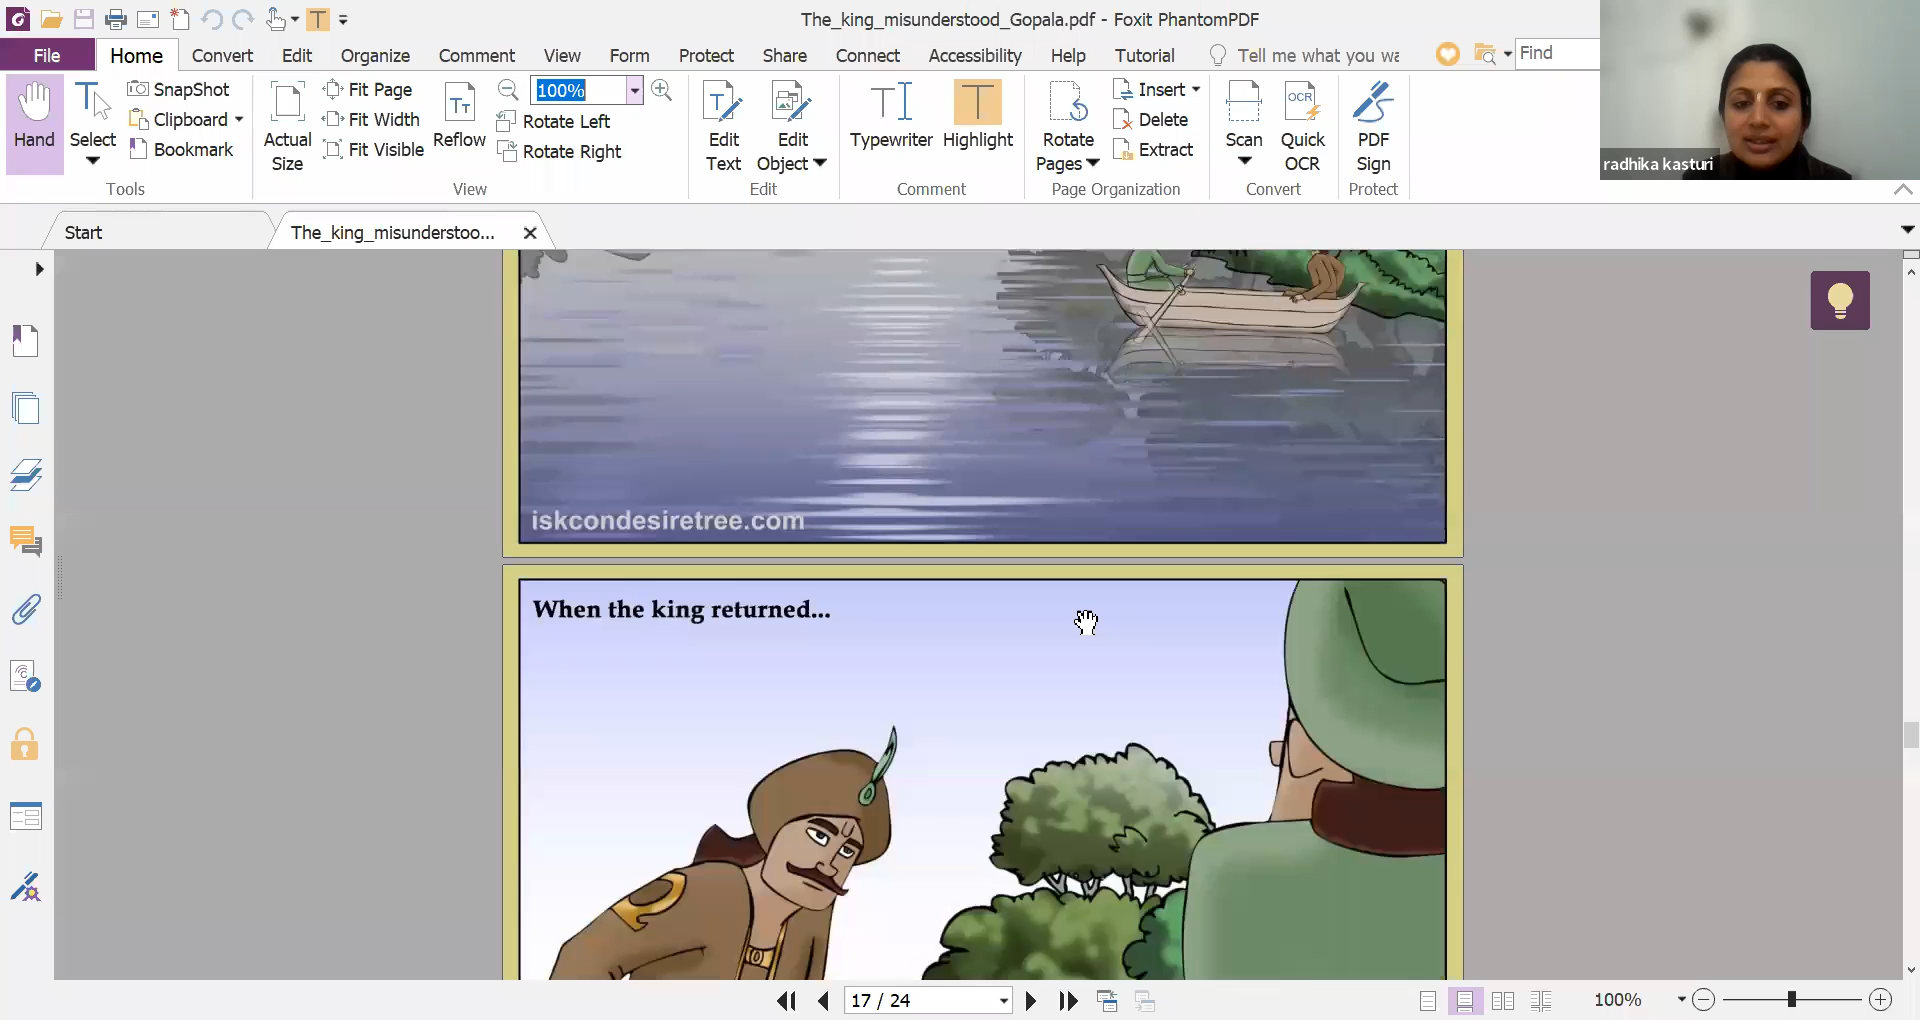 The_king_misunderstood_Gopala.pdf - Foxit PhantomPDF
File Home Convert Edit Organize Comment View Form Protect Share Connect Accessibility Help Tutorial Tell me what you wa Find
Hand
Select
SnapShot
Clipboard
Bookmark
Tools
Actual Size
Fit Page
Fit Width
Fit Visible
Reflow
100%
Rotate Left
Rotate Right
View
Edit Text
Edit Object
Edit
Typewriter
Highlight
Comment
Rotate Pages
Insert
Delete
Extract
Page Organization
Scan
Quick OCR
Convert
PDF Sign
Protect
radhika kasturi
Start
The_king_misunderstoo...
iskcondesiretree.com
When the king returned...
17 / 24
100%